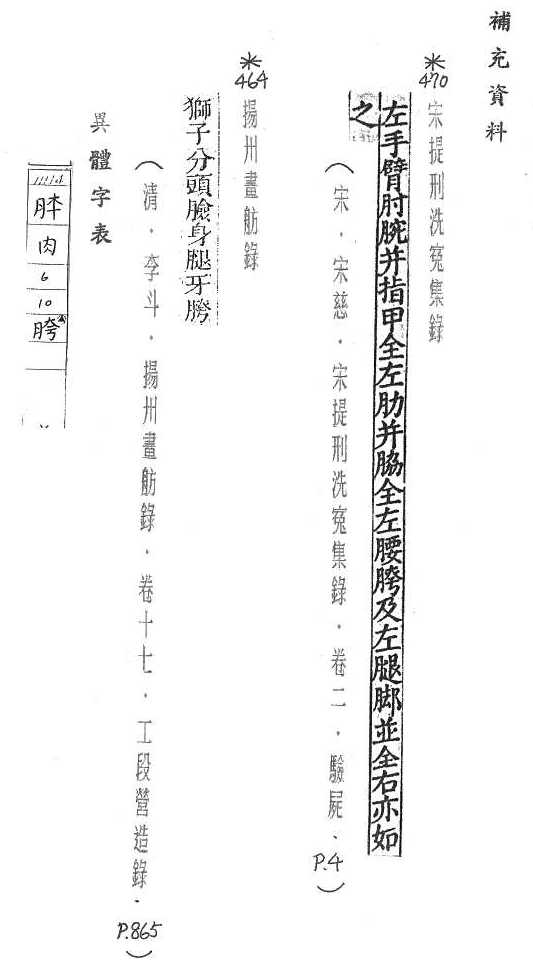 補充資料
*470
宋提刑洗冤集錄
左手臂肘腕并指甲全左肋并脇全左腰胯及左腿脚並全右亦如
之
（宋．宋慈．宋提刑洗冤集錄．卷二．驗屍、P.4）
*464
揚州畫舫錄
獅子分頭臉身腿牙胯
（清．李斗．揚州畫舫錄．卷十七．工段營造錄．P.865）
異體字表
肉
6
10
胯